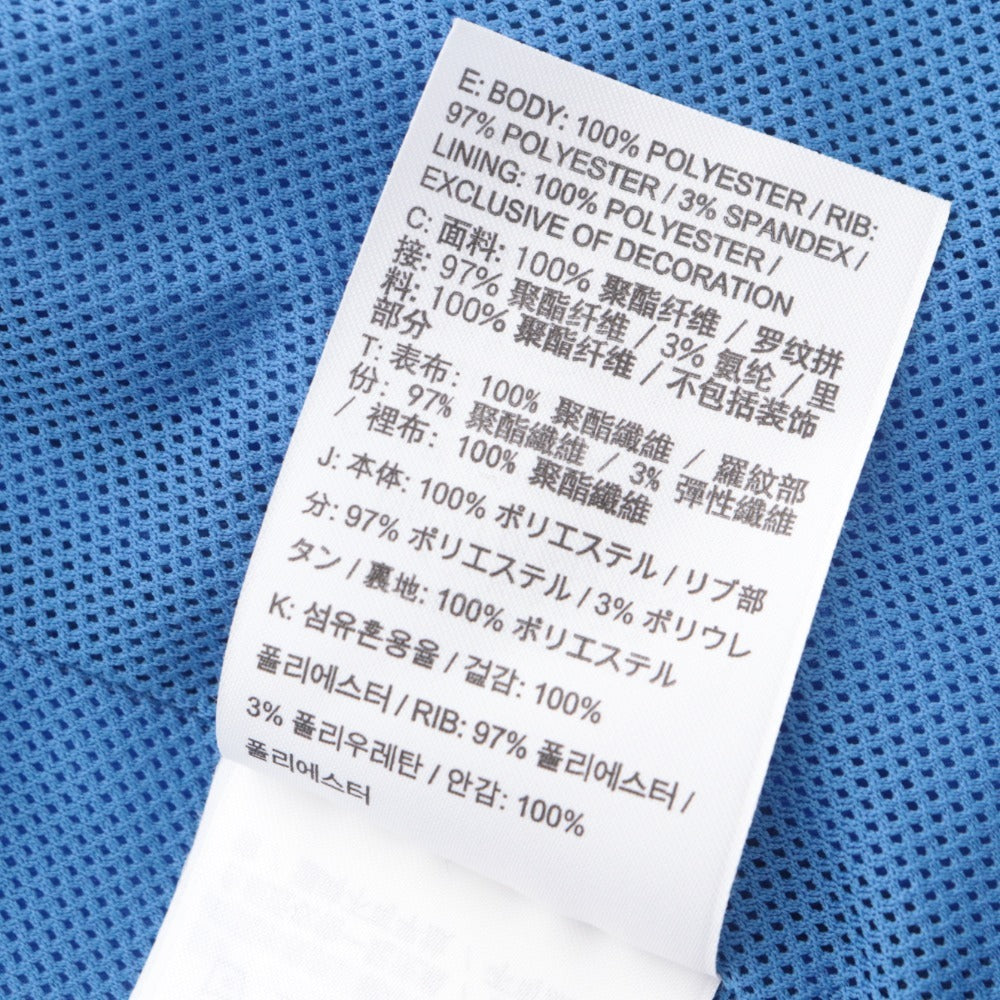 E: BODY: 100% POLYESTER / RIB:
97% POLYESTER / 3% SPANDEX /
LINING: 100% POLYESTER /
EXCLUSIVE OF DECORATION
C: 面料: 100% 聚酯纤维 / 罗纹拼
接: 97% 聚酯纤维 / 3% 氨纶 / 里
料: 100% 聚酯纤维 / 不包括装饰
部分
T: 表布: 100% 聚酯纖維 / 羅紋部
份: 97% 聚酯纖維 / 3% 彈性纖維
/ 裡布: 100% 聚酯纖維
J: 本体: 100% ポリエステル / リブ部
分: 97% ポリエステル / 3% ポリウレ
タン / 裏地: 100% ポリエステル
K: 섬유혼용율 / 겉감: 100%
폴리에스터 / RIB: 97% 폴리에스터 /
3% 폴리우레탄 / 안감: 100%
폴리에스터